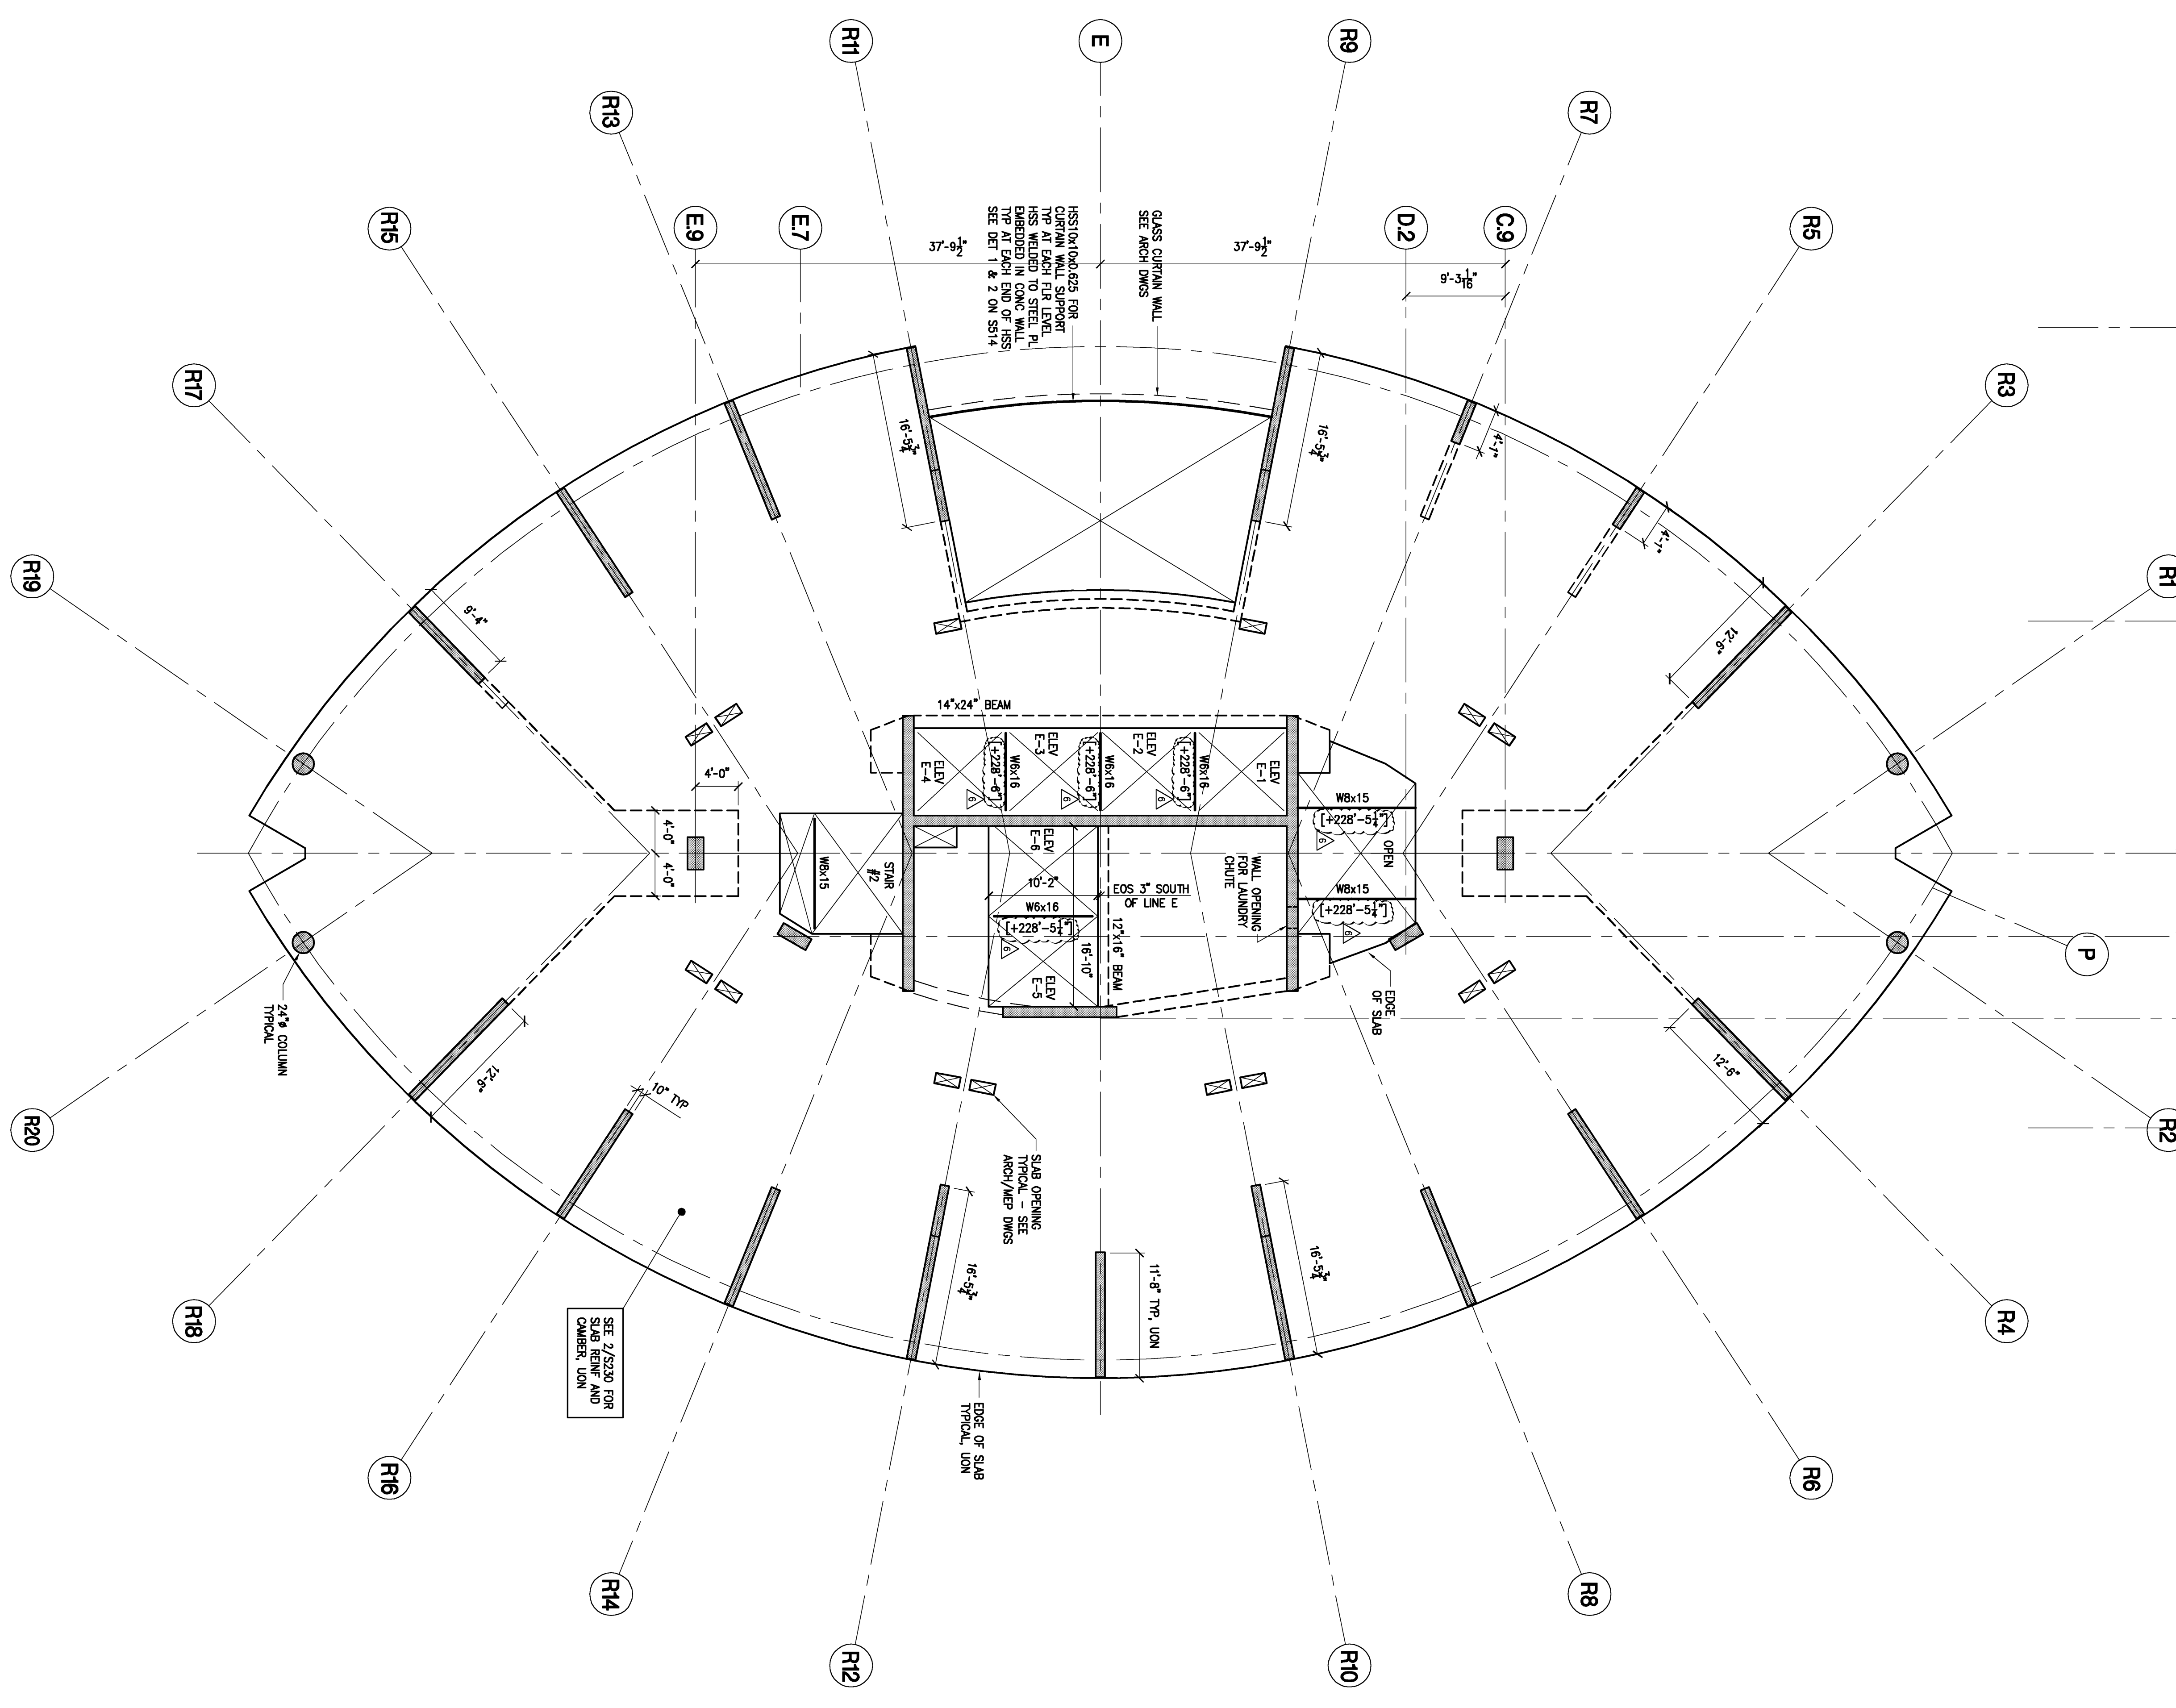 R11
E
R9
R13
R7
R15
E.9
E.7
D.2
C.9
R5
37'-9 1/2"
37'-9 1/2"
9'-3 1/16"
GLASS CURTAIN WALL
SEE ARCH DWGS
HSS10x10x0.625 FOR
CURTAIN WALL SUPPORT
TYP AT EACH FLR LEVEL
HSS WELDED TO STEEL PL
EMBEDDED IN CONC WALL
TYP AT EACH END OF HSS
SEE DET 1 & 2 ON S514
R17
R3
16'-5 3/4"
16'-5 3/4"
4'-1"
4'-1"
R19
R1
9'-4"
12'-6"
14"x24" BEAM
ELEV
E-4
W6x16
[+228'-6"]
6
ELEV
E-3
W6x16
[+228'-6"]
6
ELEV
E-2
W6x16
[+228'-6"]
6
ELEV
E-1
4'-0"
4'-0"
4'-0"
W8x15
[+228'-5 1/4"]
6
OPEN
W8x15
[+228'-5 1/4"]
6
W8x15
STAIR
#2
ELEV
E-6
10'-2"
EOS 3" SOUTH
OF LINE E
W6x16
[+228'-5 1/4"]
6
16'-10"
12"x16" BEAM
ELEV
E-5
WALL OPENING
FOR LAUNDRY
CHUTE
EDGE
OF SLAB
P
24"ø COLUMN
TYPICAL
12'-6"
12'-6"
10" TYP
R20
R2
SLAB OPENING
TYPICAL - SEE
ARCH/MEP DWGS
16'-5 3/4"
11'-8" TYP, UON
16'-5 3/4"
SEE 2/S230 FOR
SLAB REINF AND
CAMBER, UON
EDGE OF SLAB
TYPICAL, UON
R18
R4
R16
R6
R14
R8
R12
R10